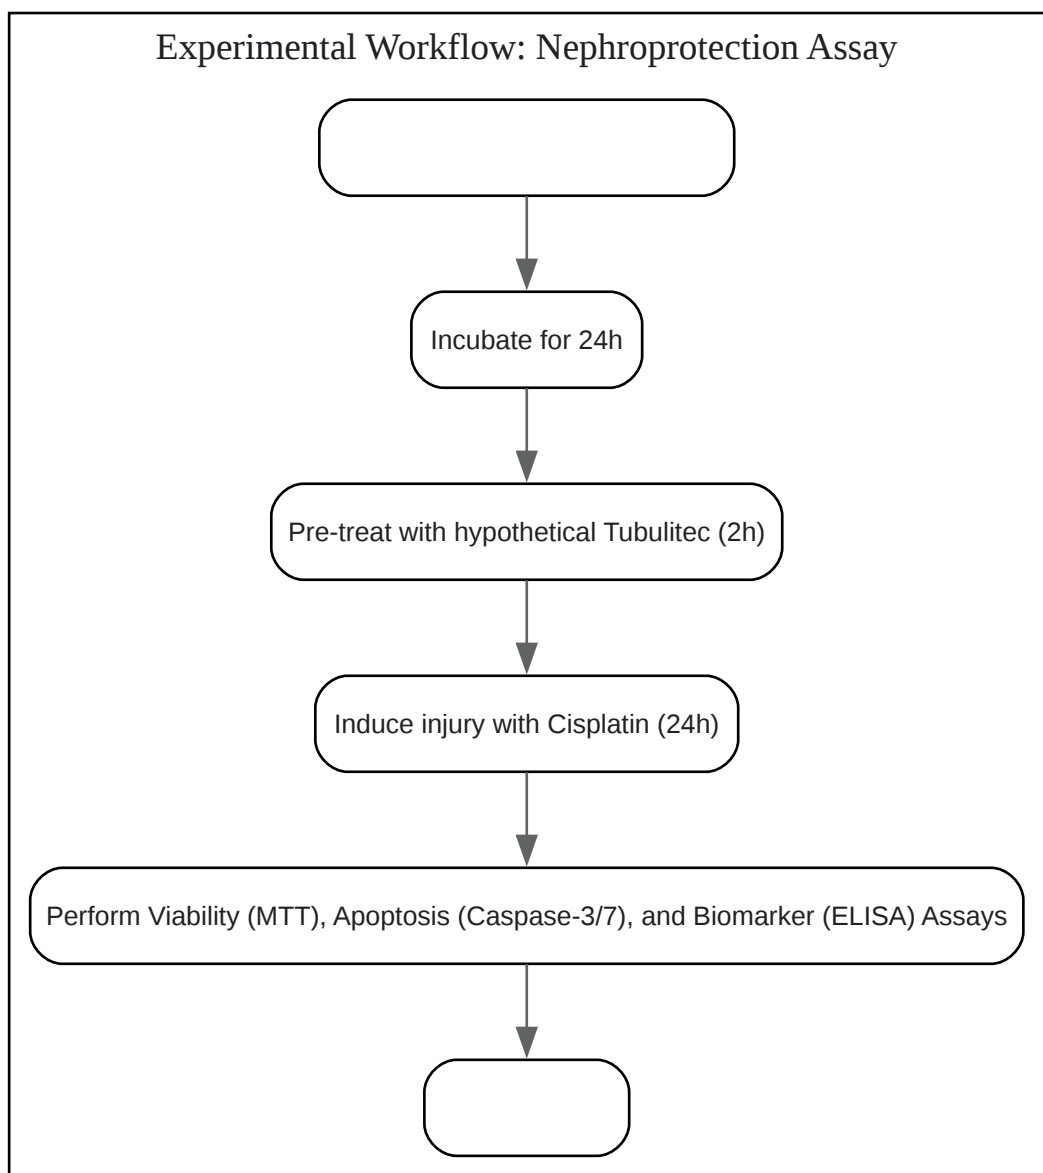 Experimental Workflow: Nephroprotection Assay
Incubate for 24h
Pre-treat with hypothetical Tubulitec (2h)
Induce injury with Cisplatin (24h)
Perform Viability (MTT), Apoptosis (Caspase-3/7), and Biomarker (ELISA) Assays